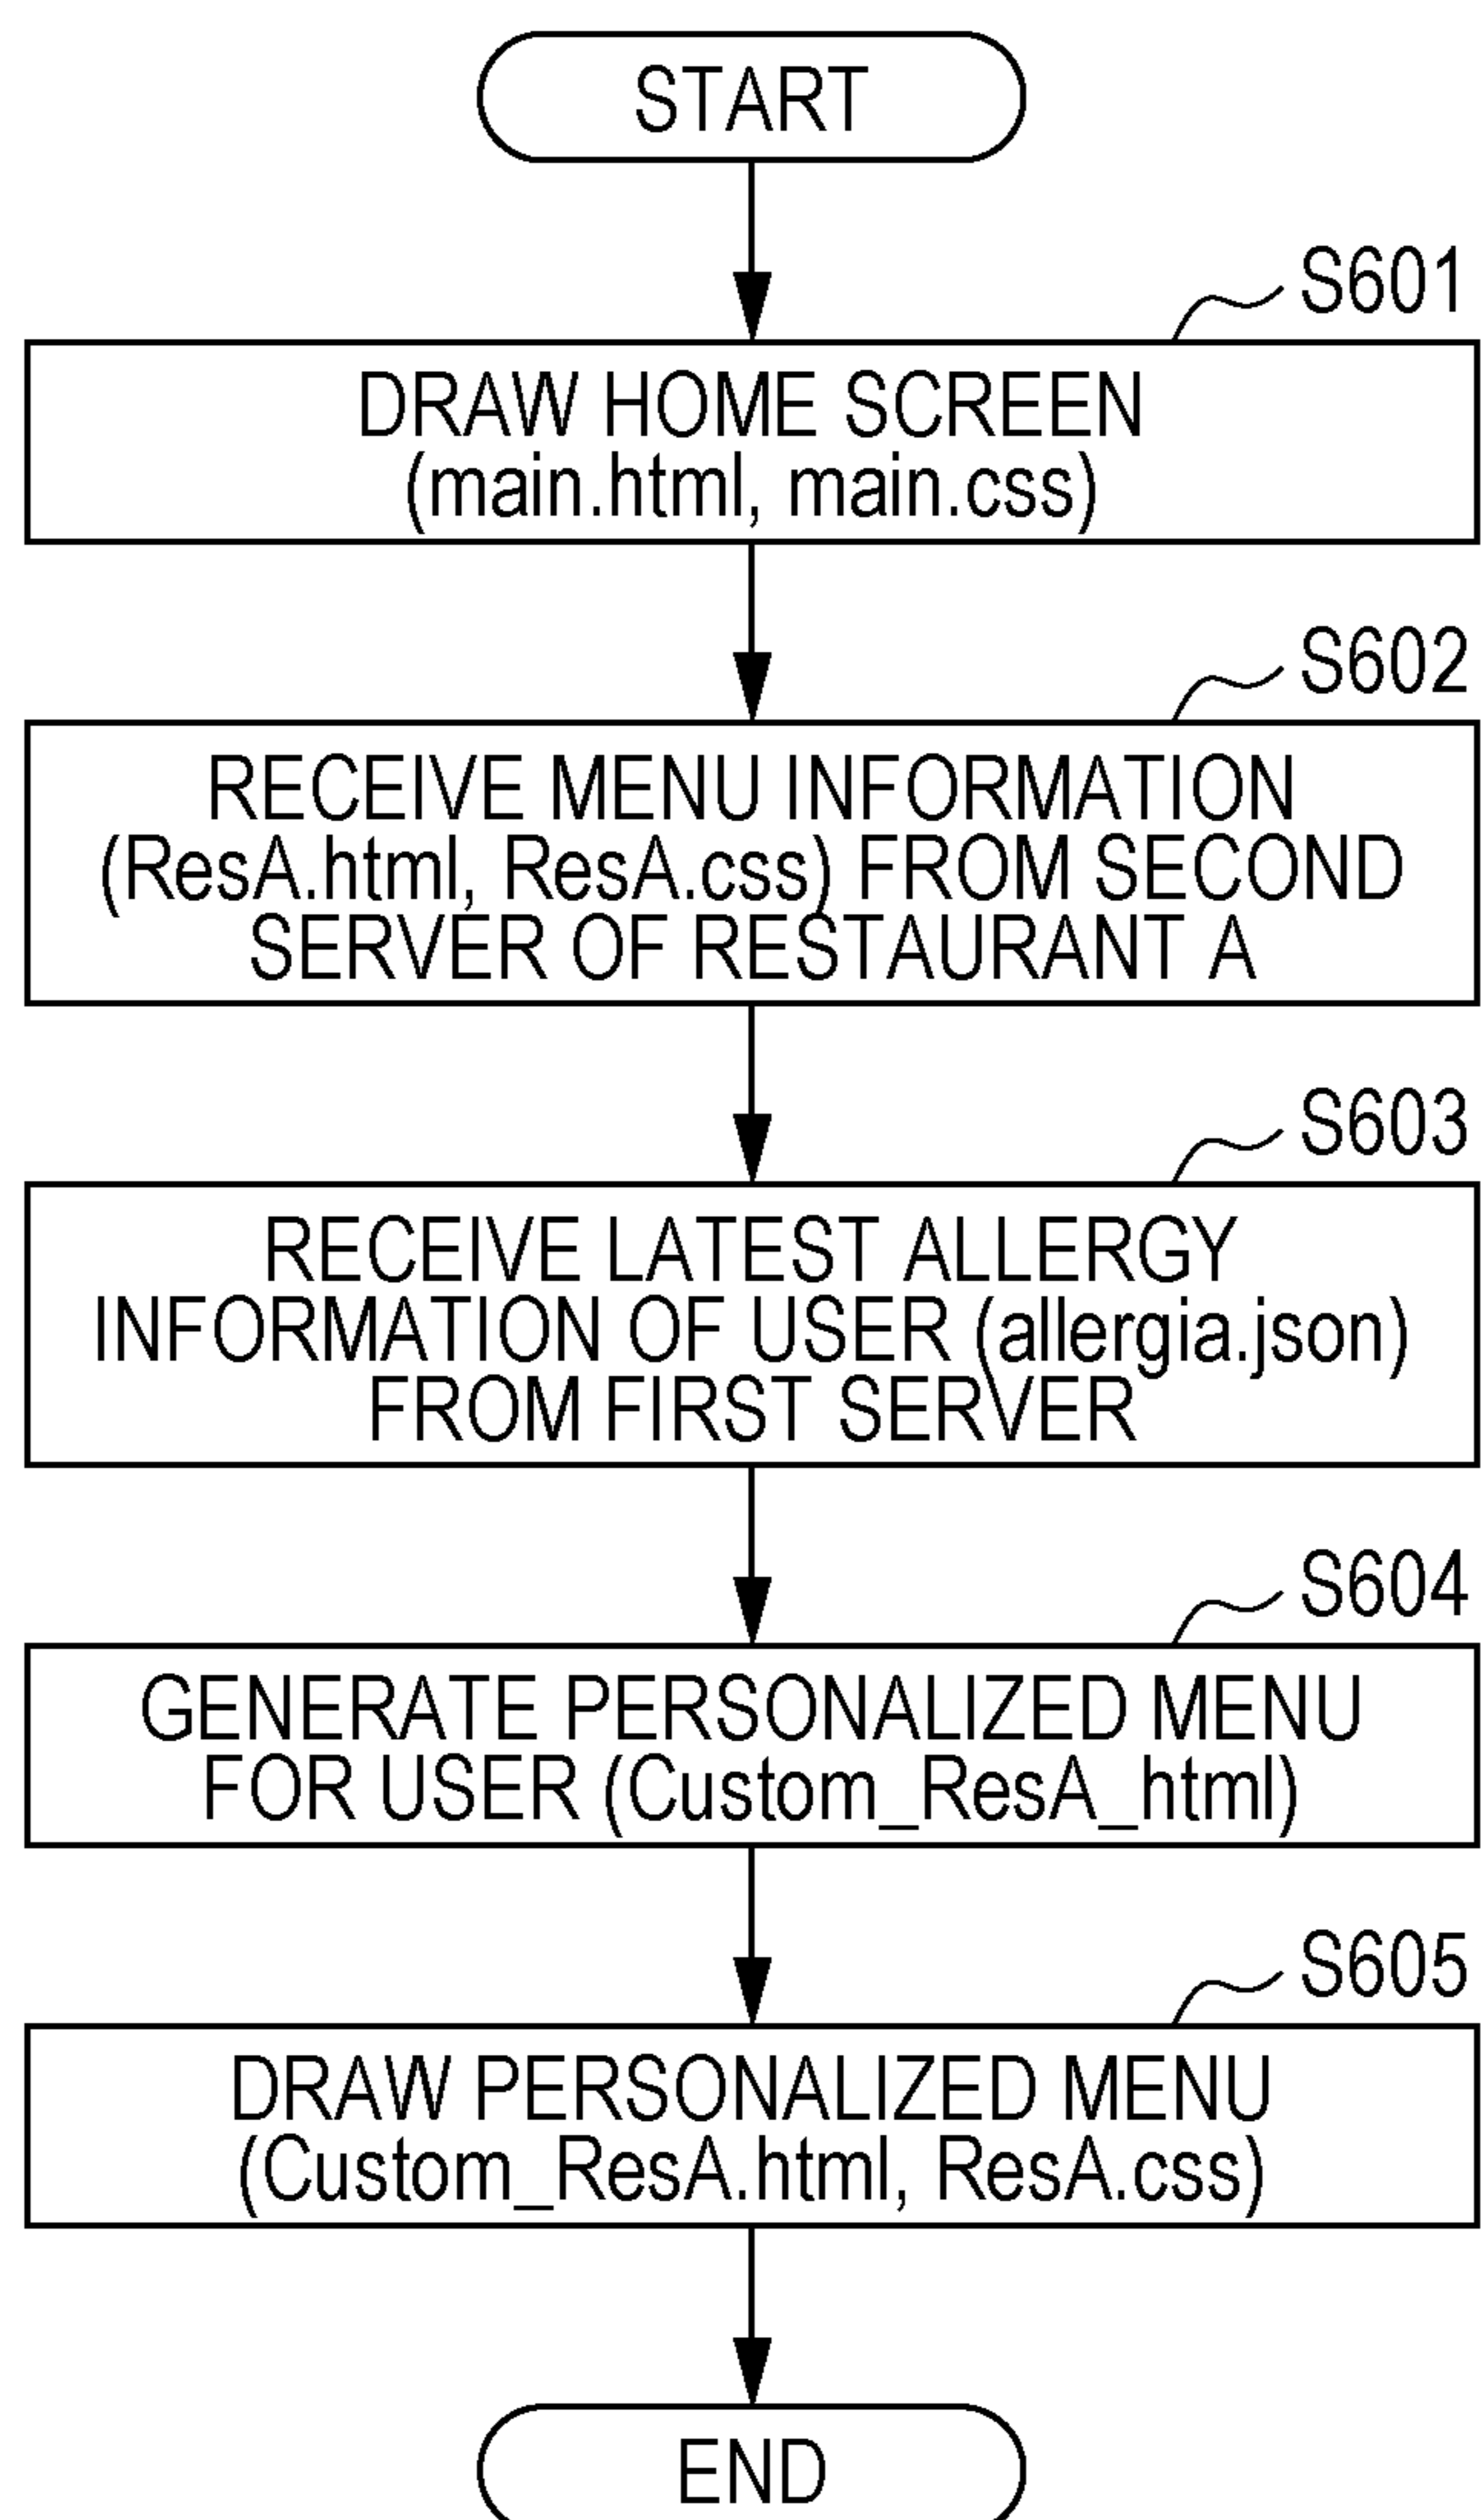 START
S601
DRAW HOME SCREEN
(main.html, main.css)
S602
RECEIVE MENU INFORMATION
(ResA.html, ResA.css) FROM SECOND
SERVER OF RESTAURANT A
S603
RECEIVE LATEST ALLERGY
INFORMATION OF USER (allergia.json)
FROM FIRST SERVER
S604
GENERATE PERSONALIZED MENU
FOR USER (Custom_ResA_html)
S605
DRAW PERSONALIZED MENU
(Custom_ResA.html, ResA.css)
END